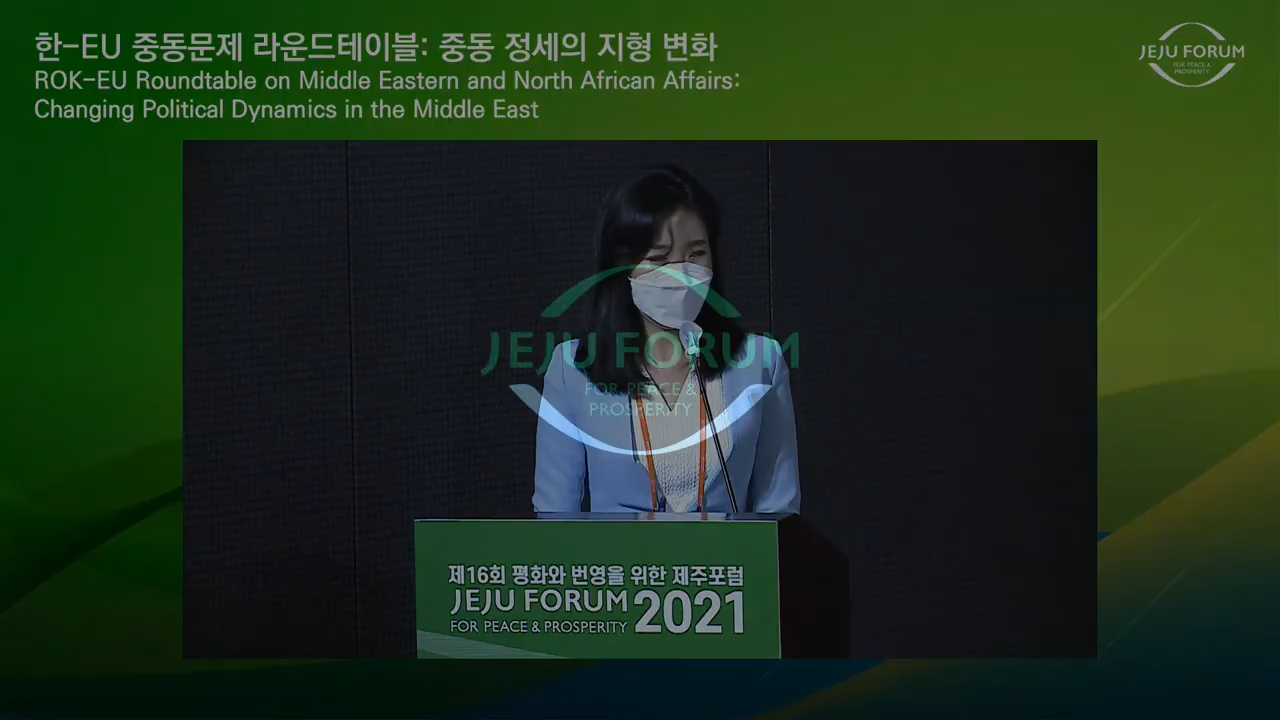 한-EU 중동문제 라운드테이블: 중동 정세의 지형 변화
ROK-EU Roundtable on Middle Eastern and North African Affairs:
Changing Political Dynamics in the Middle East
JEJU FORUM
FOR PEACE &
PROSPERITY
JEJU FORUM
FOR PEACE &
PROSPERITY
제16회 평화와 번영을 위한 제주포럼
JEJU FORUM 2021
FOR PEACE & PROSPERITY